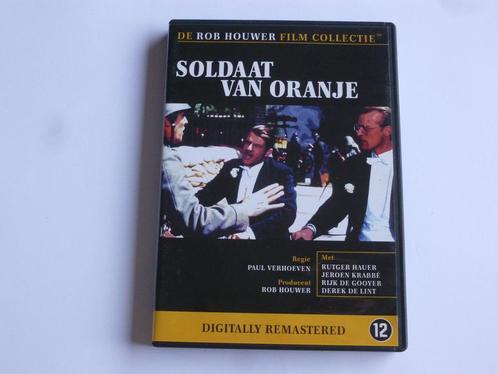 DE ROB HOUWER FILM COLLECTIE™
SOLDAAT
VAN ORANJE
Regie
PAUL VERHOEVEN
Producent
ROB HOUWER
Met
RUTGER HAUER
JEROEN KRABBÉ
RIJK DE GOOYER
DEREK DE LINT
DIGITALLY REMASTERED
12